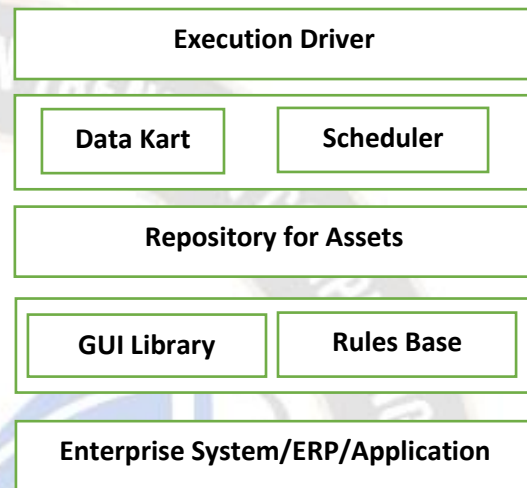 Execution Driver
Data Kart
Scheduler
Repository for Assets
GUI Library
Rules Base
Enterprise System/ERP/Application